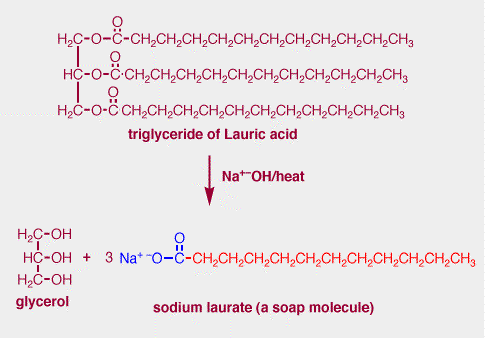 O
H₂C–O–C–CH₂CH₂CH₂CH₂CH₂CH₂CH₂CH₂CH₂CH₂CH₃
O
HC–O–C–CH₂CH₂CH₂CH₂CH₂CH₂CH₂CH₂CH₂CH₂CH₃
O
H₂C–O–CCH₂CH₂CH₂CH₂CH₂CH₂CH₂CH₂CH₂CH₂CH₃
triglyceride of Lauric acid
Na⁺⁻OH/heat
H₂C–OH
HC–OH
H₂C–OH
glycerol
+
O
3 Na⁺ ⁻O–C–CH₂CH₂CH₂CH₂CH₂CH₂CH₂CH₂CH₂CH₂CH₃
sodium laurate (a soap molecule)